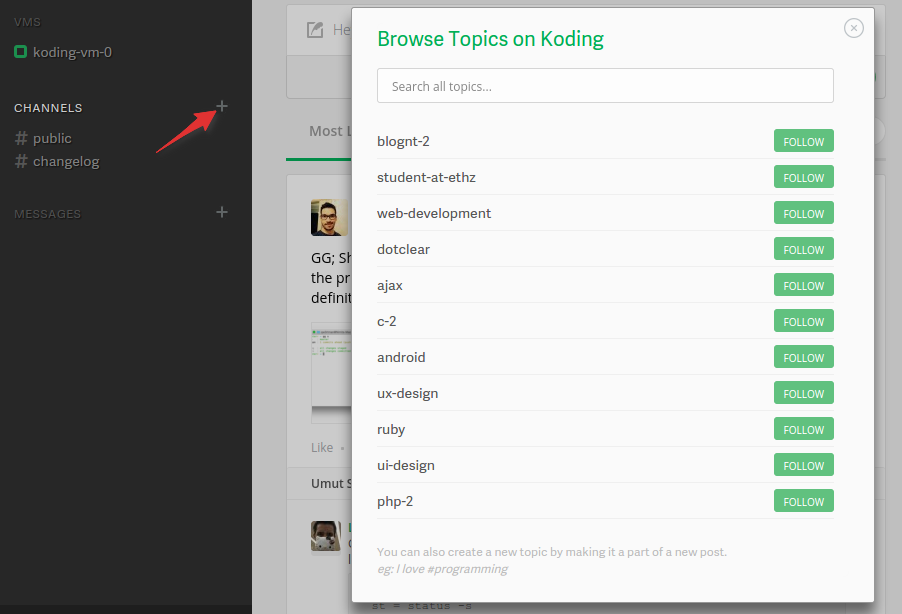 VMS
koding-vm-0
CHANNELS
# public
# changelog
MESSAGES
He
Most L
GG; Sh
the pr
definit
Like
Umut S
st = status -s
Browse Topics on Koding
Search all topics...
blognt-2 FOLLOW
student-at-ethz FOLLOW
web-development FOLLOW
dotclear FOLLOW
ajax FOLLOW
c-2 FOLLOW
android FOLLOW
ux-design FOLLOW
ruby FOLLOW
ui-design FOLLOW
php-2 FOLLOW
You can also create a new topic by making it a part of a new post.
eg: I love #programming